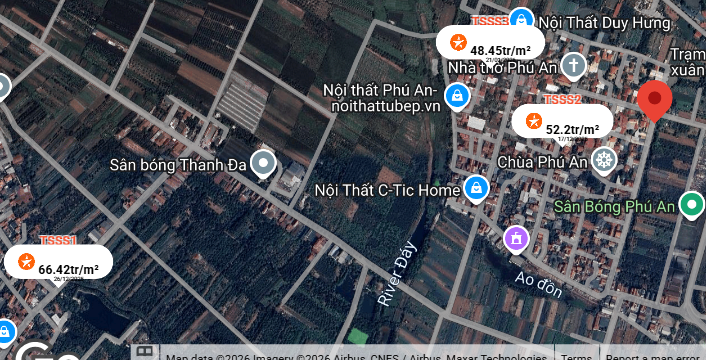 TSSS3
Nội Thất Duy Hưng
48.45tr/m²
Nhà thờ Phú An
Trạm
xuân
Nội thất Phú An-
noithattubep.vn
TSSS2
52.2tr/m²
Sân bóng Thanh Đa
Chùa Phú An
Nội Thất C-Tic Home
Sân Bóng Phú An
TSSS1
66.42tr/m²
River Đáy
Ao đồn
Map data ©2026 Imagery ©2026 Airbus, CNES / Airbus, Maxar Technologies
Terms
Report a map error